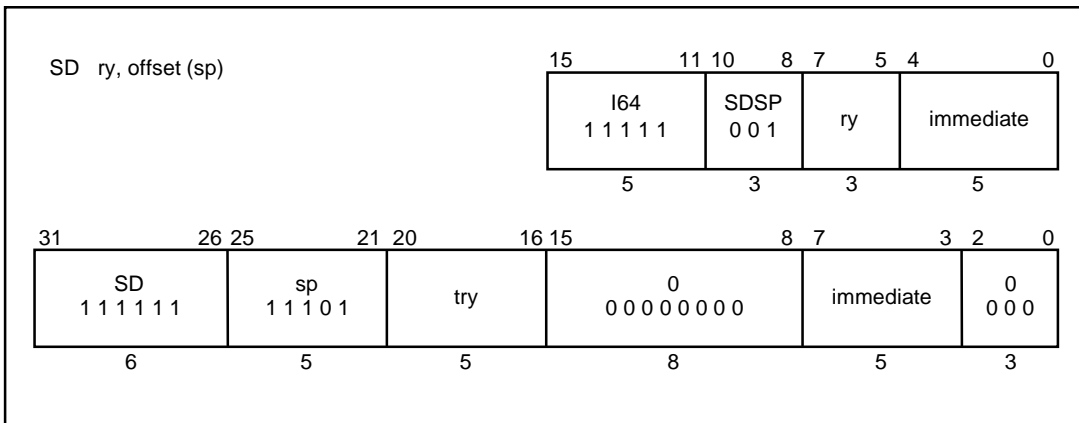 SD ry, offset (sp)
15 11 10 8 7 5 4 0
I64 SDSP ry immediate
1 1 1 1 1 0 0 1
5 3 3 5
31 26 25 21 20 16 15 8 7 3 2 0
SD sp try 0 immediate 0
1 1 1 1 1 1 1 1 1 0 1 0 0 0 0 0 0 0 0 0 0 0
6 5 5 8 5 3